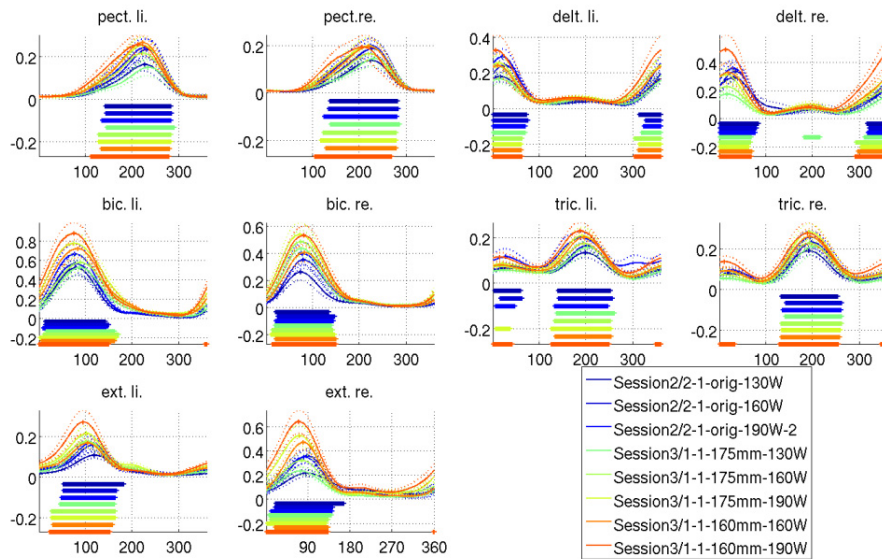 pect. li. pect.re. delt. li. delt. re.
0.2 0.2 0.4 0.4
0.2 0.2
0 0 0 0
-0.2 -0.2 -0.2 -0.2
100 200 300 100 200 300 100 200 300 100 200 300
bic. li. bic. re. tric. li. tric. re.
1 0.6 0.2
0.8 0.2
0.6 0.4
0.4 0.2 0 0
0.2
0 0
-0.2 -0.2 -0.2 -0.2
100 200 300 100 200 300 100 200 300 100 200 300
ext. li. ext. re.
0.4 0.6
0.2 0.4
0.2
0 0
-0.2 -0.2
100 200 300 90 180 270 360
Session2/2-1-orig-130W
Session2/2-1-orig-160W
Session2/2-1-orig-190W-2
Session3/1-1-175mm-130W
Session3/1-1-175mm-160W
Session3/1-1-175mm-190W
Session3/1-1-160mm-160W
Session3/1-1-160mm-190W